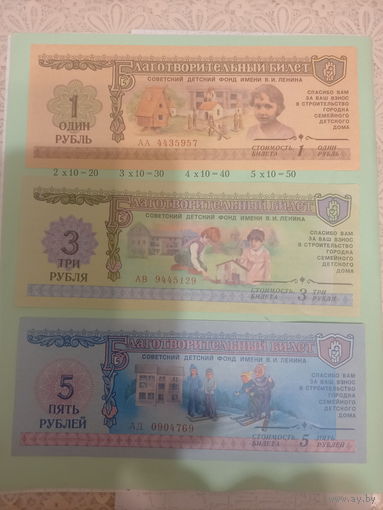 БЛАГОТВОРИТЕЛЬНЫЙ БИЛЕТ
СОВЕТСКИЙ ДЕТСКИЙ ФОНД ИМЕНИ В.И. ЛЕНИНА
1
ОДИН
РУБЛЬ
СПАСИБО ВАМ
ЗА ВАШ ВЗНОС
В СТРОИТЕЛЬСТВО
ГОРОДКА
СЕМЕЙНОГО
ДЕТСКОГО
ДОМА
АА 4435957
СТОИМОСТЬ БИЛЕТА 1 ОДИН РУБЛЬ
2 x 10 = 20 3 x 10 = 30 4 x 10 = 40 5 x 10 = 50
БЛАГОТВОРИТЕЛЬНЫЙ БИЛЕТ
СОВЕТСКИЙ ДЕТСКИЙ ФОНД ИМЕНИ В.И. ЛЕНИНА
3
ТРИ
РУБЛЯ
СПАСИБО ВАМ
ЗА ВАШ ВЗНОС
В СТРОИТЕЛЬСТВО
ГОРОДКА
СЕМЕЙНОГО
ДЕТСКОГО
ДОМА
АВ 9445129
СТОИМОСТЬ БИЛЕТА 3 ТРИ РУБЛЯ
БЛАГОТВОРИТЕЛЬНЫЙ БИЛЕТ
СОВЕТСКИЙ ДЕТСКИЙ ФОНД ИМЕНИ В.И. ЛЕНИНА
5
ПЯТЬ
РУБЛЕЙ
СПАСИБО ВАМ
ЗА ВАШ ВЗНОС
В СТРОИТЕЛЬСТВО
ГОРОДКА
СЕМЕЙНОГО
ДЕТСКОГО
ДОМА
АД 0904769
СТОИМОСТЬ БИЛЕТА 5 ПЯТЬ РУБЛЕЙ
www.ay.by